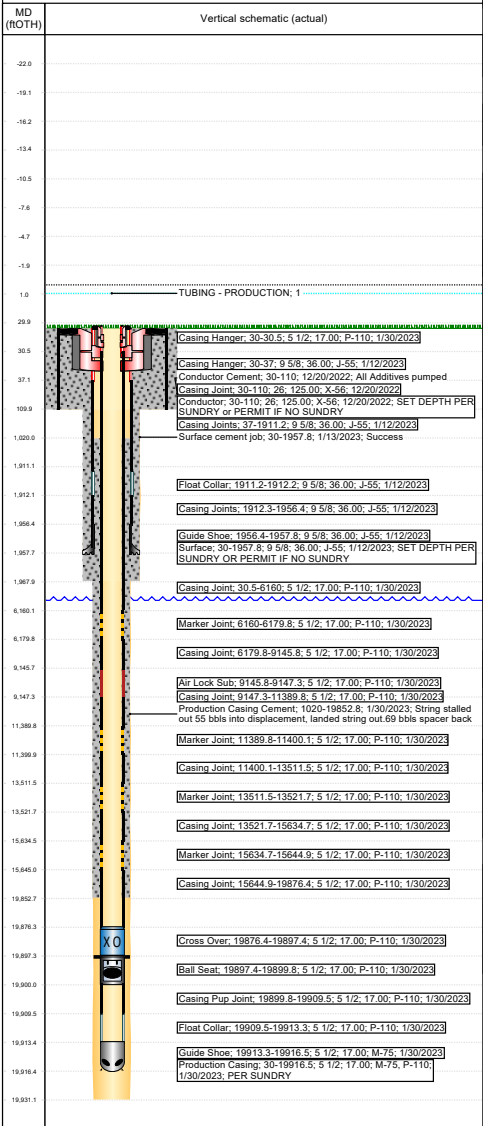 MD
(ftOTH)
Vertical schematic (actual)
-22.0
-19.1
-16.2
-13.4
-10.5
-7.6
-4.7
-1.9
1.0
TUBING - PRODUCTION; 1
29.9
Casing Hanger; 30-30.5; 5 1/2; 17.00; P-110; 1/30/2023
30.5
Casing Hanger; 30-37; 9 5/8; 36.00; J-55; 1/12/2023
Conductor Cement; 30-110; 12/20/2022; All Additives pumped
37.1
Casing Joint; 30-110; 26; 125.00; X-56; 12/20/2022
Conductor; 30-110; 26; 125.00; X-56; 12/20/2022; SET DEPTH PER
SUNDRY or PERMIT IF NO SUNDRY
109.9
Casing Joints; 37-1911.2; 9 5/8; 36.00; J-55; 1/12/2023
Surface cement job; 30-1957.8; 1/13/2023; Success
1,020.0
1,911.1
Float Collar; 1911.2-1912.2; 9 5/8; 36.00; J-55; 1/12/2023
1,912.1
Casing Joints; 1912.3-1956.4; 9 5/8; 36.00; J-55; 1/12/2023
1,956.4
Guide Shoe; 1956.4-1957.8; 9 5/8; 36.00; J-55; 1/12/2023
Surface; 30-1957.8; 9 5/8; 36.00; J-55; 1/12/2023; SET DEPTH PER
SUNDRY OR PERMIT IF NO SUNDRY
1,957.7
1,967.9
Casing Joint; 30.5-6160; 5 1/2; 17.00; P-110; 1/30/2023
6,160.1
Marker Joint; 6160-6179.8; 5 1/2; 17.00; P-110; 1/30/2023
6,179.8
Casing Joint; 6179.8-9145.8; 5 1/2; 17.00; P-110; 1/30/2023
9,145.7
Air Lock Sub; 9145.8-9147.3; 5 1/2; 17.00; P-110; 1/30/2023
9,147.3
Casing Joint; 9147.3-11389.8; 5 1/2; 17.00; P-110; 1/30/2023
Production Casing Cement; 1020-19852.8; 1/30/2023; String stalled
out 55 bbls into displacement, landed string out.69 bbls spacer back
11,389.8
Marker Joint; 11389.8-11400.1; 5 1/2; 17.00; P-110; 1/30/2023
11,399.9
Casing Joint; 11400.1-13511.5; 5 1/2; 17.00; P-110; 1/30/2023
13,511.5
Marker Joint; 13511.5-13521.7; 5 1/2; 17.00; P-110; 1/30/2023
13,521.7
Casing Joint; 13521.7-15634.7; 5 1/2; 17.00; P-110; 1/30/2023
15,634.5
Marker Joint; 15634.7-15644.9; 5 1/2; 17.00; P-110; 1/30/2023
15,645.0
Casing Joint; 15644.9-19876.4; 5 1/2; 17.00; P-110; 1/30/2023
19,852.7
19,876.3
XO
Cross Over; 19876.4-19897.4; 5 1/2; 17.00; P-110; 1/30/2023
19,897.3
Ball Seat; 19897.4-19899.8; 5 1/2; 17.00; P-110; 1/30/2023
19,900.0
Casing Pup Joint; 19899.8-19909.5; 5 1/2; 17.00; P-110; 1/30/2023
19,909.5
Float Collar; 19909.5-19913.3; 5 1/2; 17.00; P-110; 1/30/2023
19,913.4
Guide Shoe; 19913.3-19916.5; 5 1/2; 17.00; M-75; 1/30/2023
Production Casing; 30-19916.5; 5 1/2; 17.00; M-75, P-110;
1/30/2023; PER SUNDRY
19,916.4
19,931.1